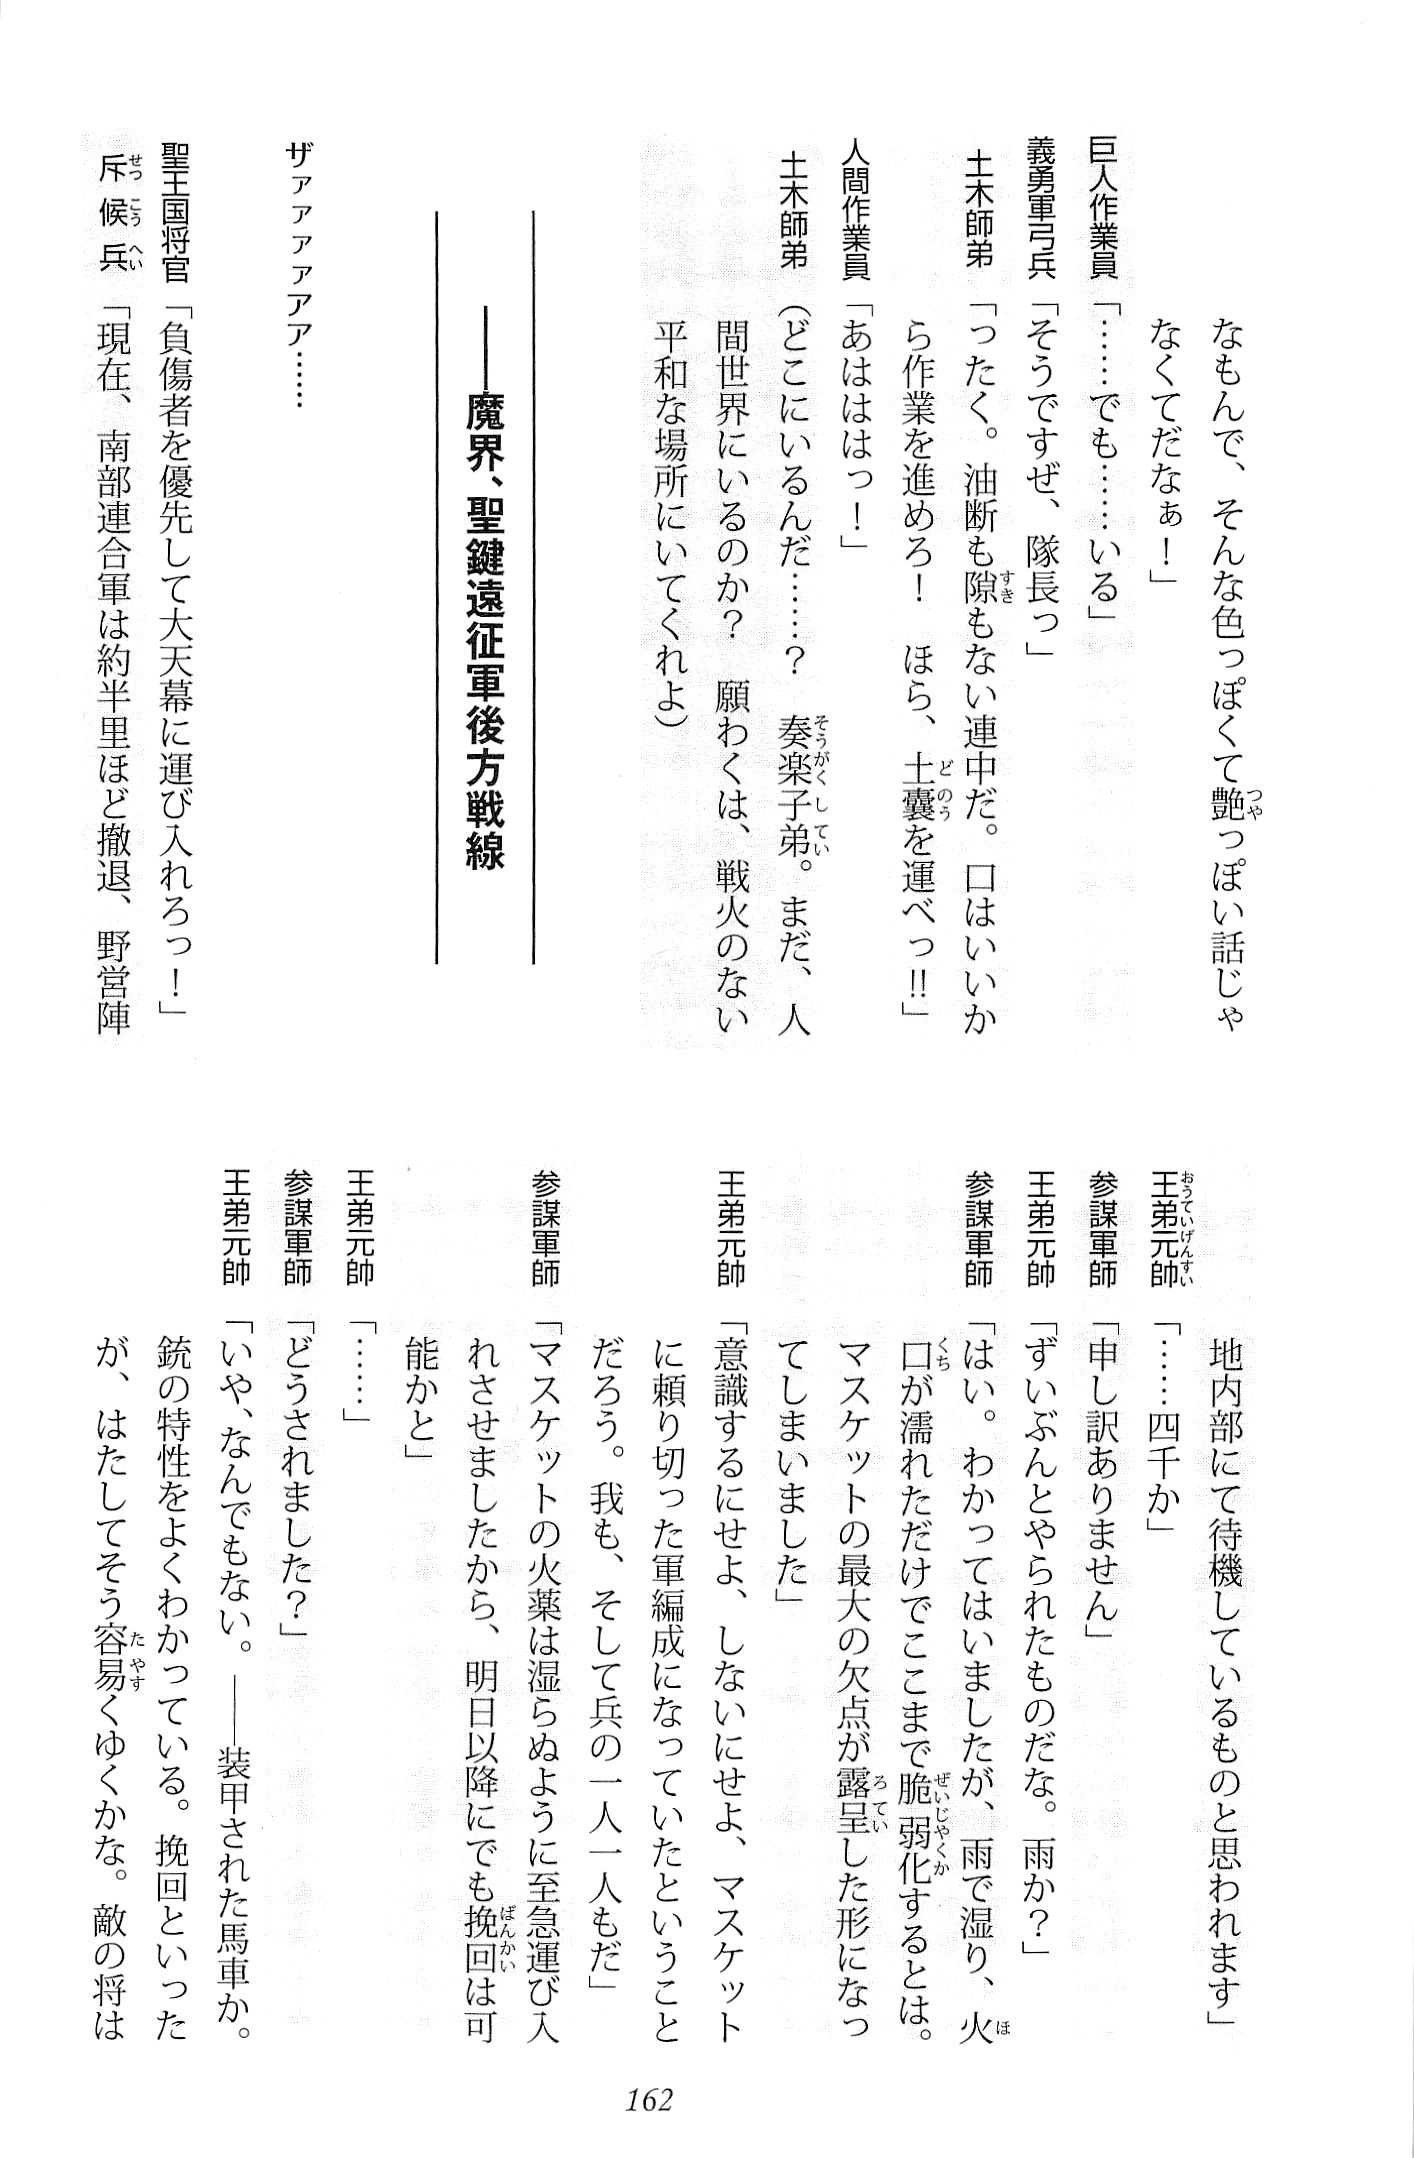 なもんで、そんな色っぽくて艶っぽい話じゃ
なくてだなぁ！」
巨人作業員「……でも……いる」
義勇軍弓兵「そうですぜ、隊長っ」
土木師弟「ったく。油断も隙もない連中だ。口はいいか
ら作業を進めろ！　ほら、土嚢を運べっ!!」
人間作業員「あはははっ！」
土木師弟（どこにいるんだ……？　奏楽子弟。まだ、人
間世界にいるのか？　願わくは、戦火のない
平和な場所にいてくれよ）
――魔界、聖鍵遠征軍後方戦線
ザァァァァアア……
聖王国将官「負傷者を優先して大天幕に運び入れろっ！」
斥候兵「現在、南部連合軍は約半里ほど撤退、野営陣
地内部にて待機しているものと思われます」
王弟元帥「……四千か」
参謀軍師「申し訳ありません」
王弟元帥「ずいぶんとやられたものだな。雨か？」
参謀軍師「はい。わかってはいましたが、雨で湿り、火
口が濡れただけでここまで脆弱化するとは。
マスケットの最大の欠点が露呈した形になっ
てしまいました」
王弟元帥「意識するにせよ、しないにせよ、マスケット
に頼り切った軍編成になっていたということ
だろう。我も、そして兵の一人一人もだ」
参謀軍師「マスケットの火薬は湿らぬように至急運び入
れさせましたから、明日以降にでも挽回は可
能かと」
王弟元帥「……」
参謀軍師「どうされました？」
王弟元帥「いや、なんでもない。――装甲された馬車か。
銃の特性をよくわかっている。挽回といった
が、はたしてそう容易くゆくかな。敵の将は
162